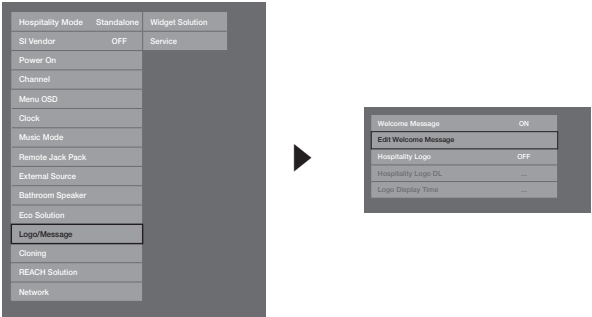 Hospitality Mode Standalone Widget Solution
SI Vendor OFF Service
Power On
Channel
Menu OSD
Clock
Music Mode
Remote Jack Pack
External Source
Bathroom Speaker
Eco Solution
Logo/Message
Cloning
REACH Solution
Network
Welcome Message ON
Edit Welcome Message
Hospitality Logo OFF
Hospitality Logo DL ...
Logo Display Time ...